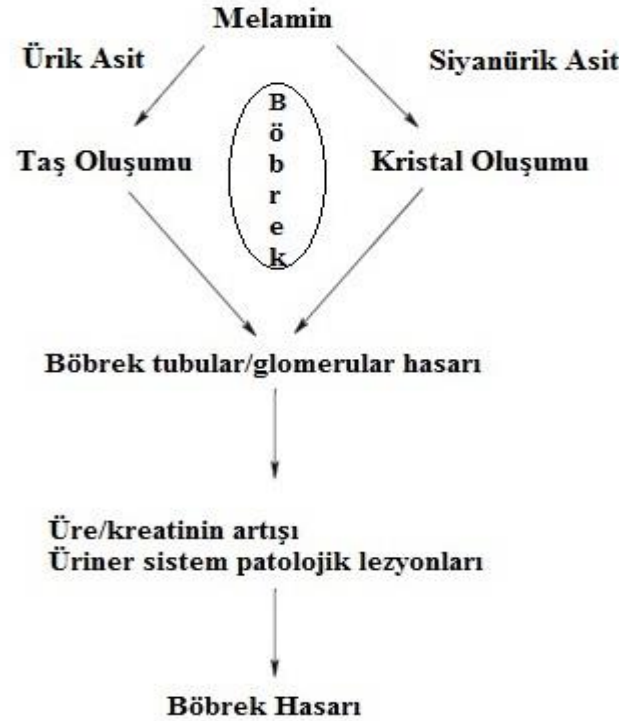 Melamin
Ürik Asit
Siyanürik Asit
Böbrek
Taş Oluşumu
Kristal Oluşumu
Böbrek tubular/glomerular hasarı
Üre/kreatinin artışı
Üriner sistem patolojik lezyonları
Böbrek Hasarı